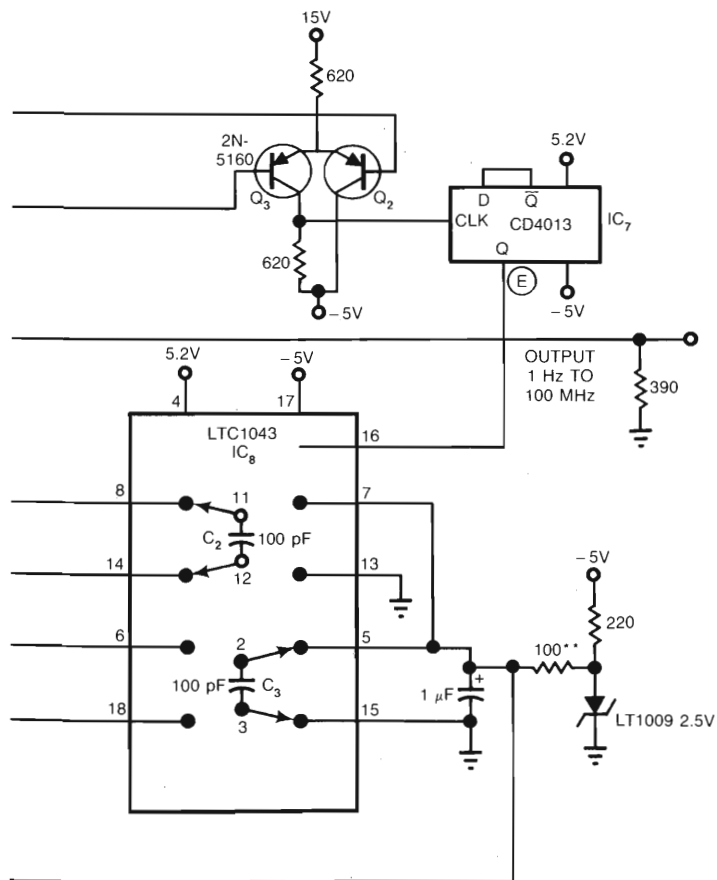 15V
620
2N-
5160
Q3
Q2
5.2V
D Q̅
CLK CD4013
Q
IC7
E
620
–5V
–5V
OUTPUT
1 Hz TO
100 MHz
390
5.2V
–5V
4
17
LTC1043
IC8
16
8
11
7
C2 100 pF
14
12
13
–5V
6
2
5
220
100**
100 pF C3
+
1 µF
18
3
15
LT1009 2.5V